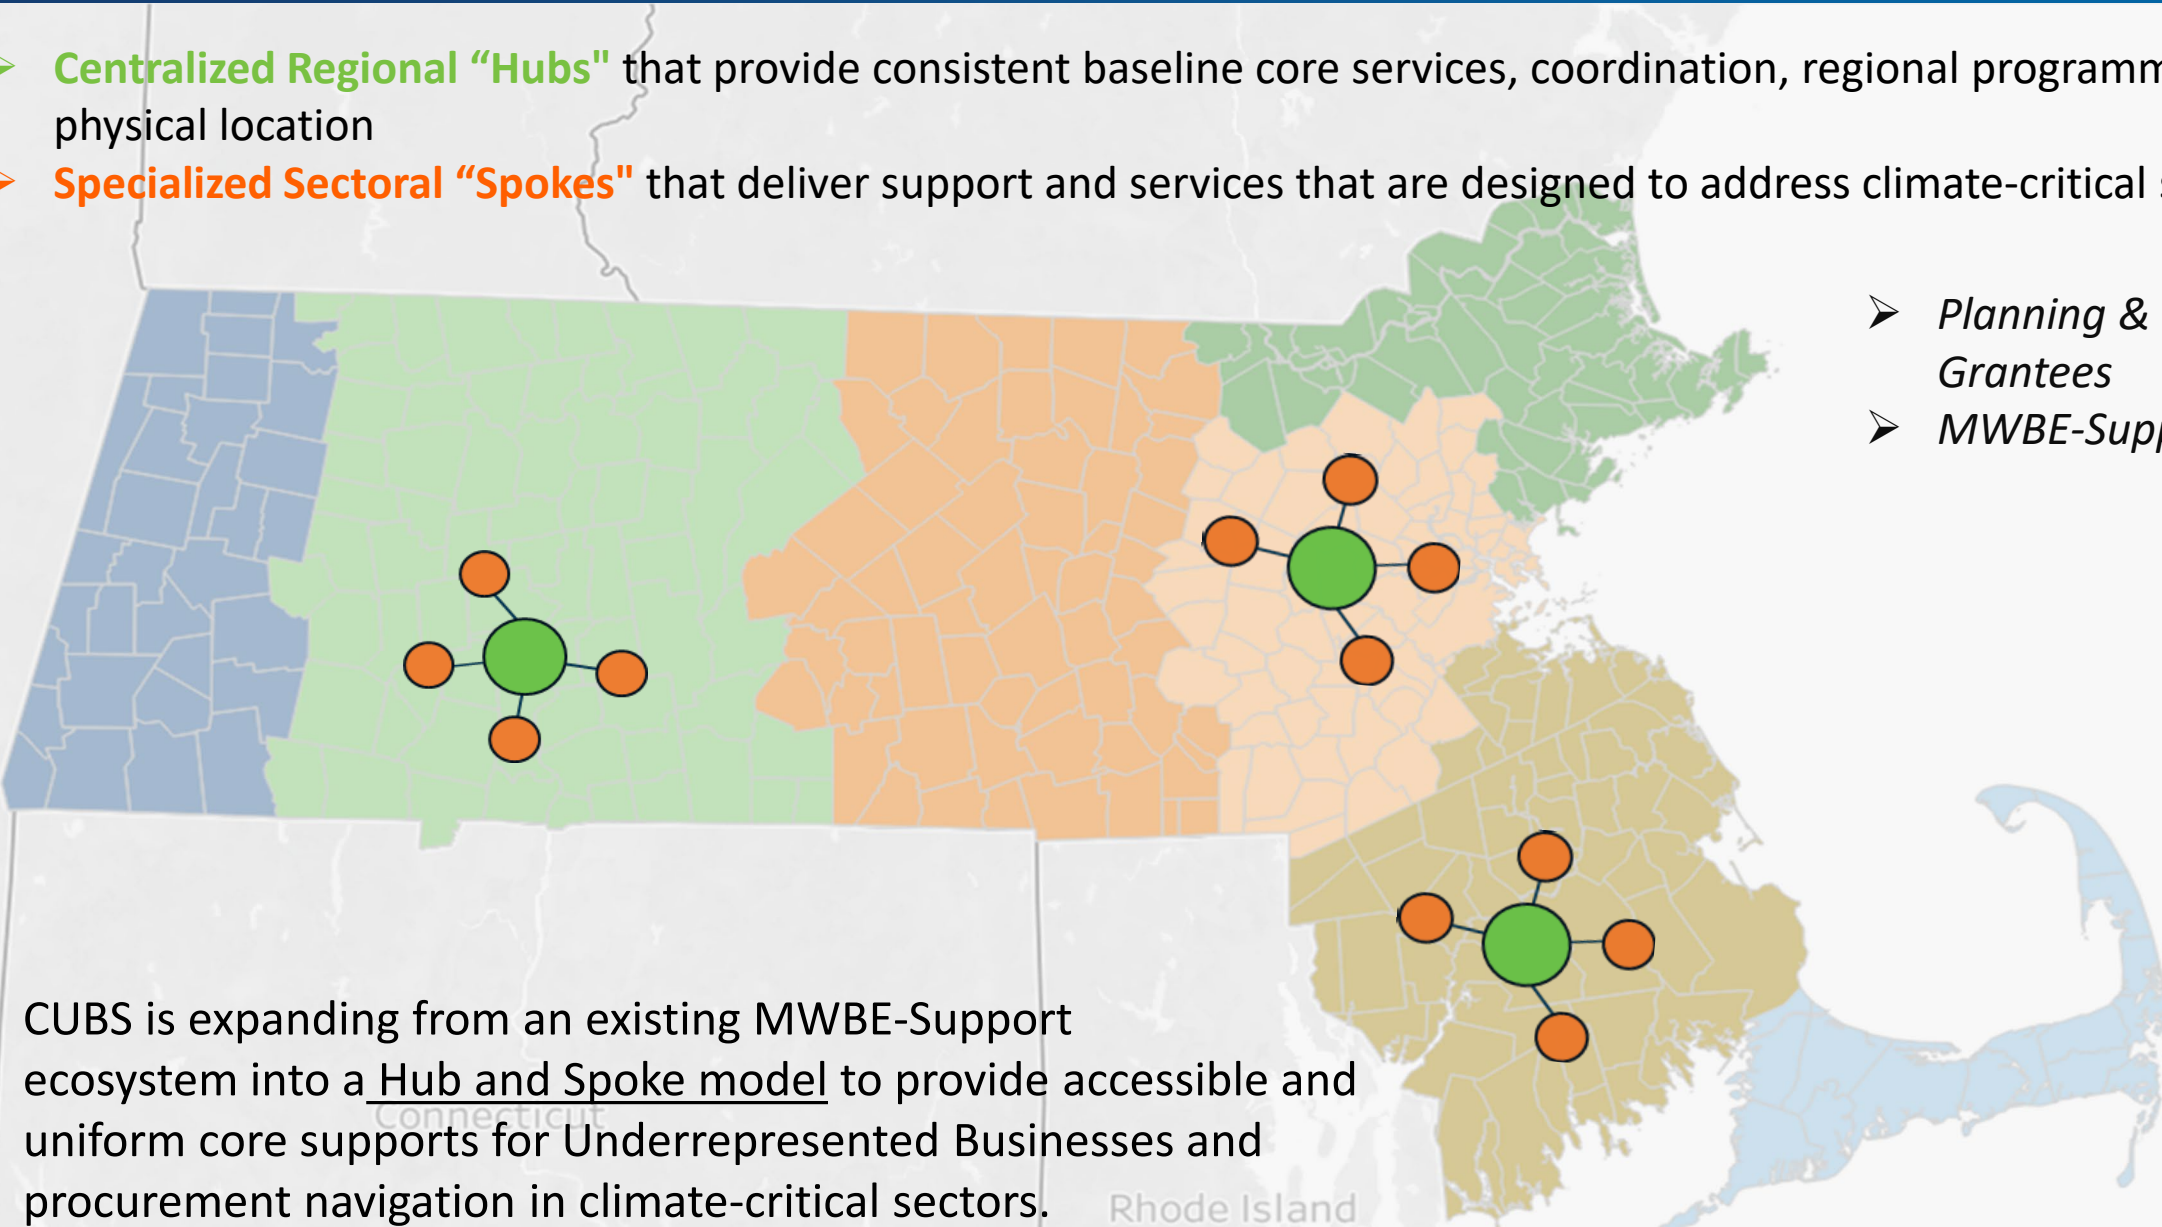 Centralized Regional “Hubs" that provide consistent baseline core services, coordination, regional programm
physical location
Specialized Sectoral “Spokes" that deliver support and services that are designed to address climate-critical s
Planning &
Grantees
MWBE-Supp
CUBS is expanding from an existing MWBE-Support
ecosystem into a Hub and Spoke model to provide accessible and
uniform core supports for Underrepresented Businesses and
procurement navigation in climate-critical sectors.
Connecticut
Rhode Island